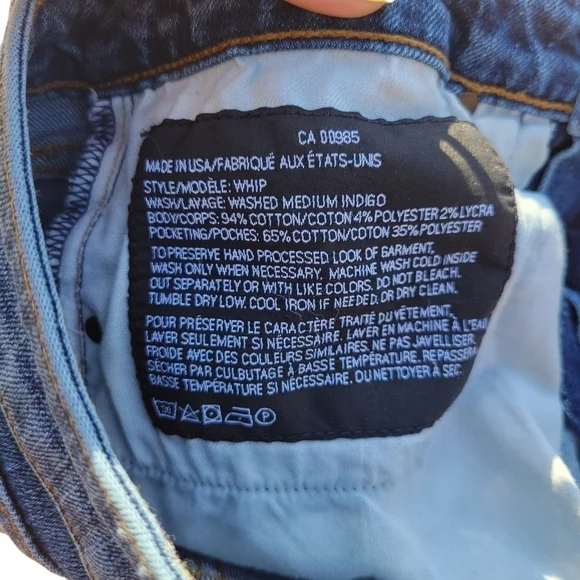 CA 00985
MADE IN USA/FABRIQUÉ AUX ÉTATS-UNIS
STYLE/MODÈLE: WHIP
WASH/LAVAGE: WASHED MEDIUM INDIGO
BODY/CORPS: 94% COTTON/COTON 4% POLYESTER 2% LYCRA
POCKETING/POCHES: 65% COTTON/COTON 35% POLYESTER
TO PRESERVE HAND PROCESSED LOOK OF GARMENT,
WASH ONLY WHEN NECESSARY. MACHINE WASH COLD INSIDE
OUT SEPARATELY OR WITH LIKE COLORS. DO NOT BLEACH.
TUMBLE DRY LOW. COOL IRON IF NEEDED. OR DRY CLEAN.
POUR PRÉSERVER LE CARACTÈRE TRAITÉ DU VÊTEMENT,
LAVER SEULEMENT SI NÉCESSAIRE. LAVER EN MACHINE À L'EAU
FROIDE AVEC DES COULEURS SIMILAIRES. NE PAS JAVELLISER.
SÉCHER PAR CULBUTAGE À BASSE TEMPÉRATURE. REPASSER À
BASSE TEMPÉRATURE SI NÉCESSAIRE. OU NETTOYER À SEC.